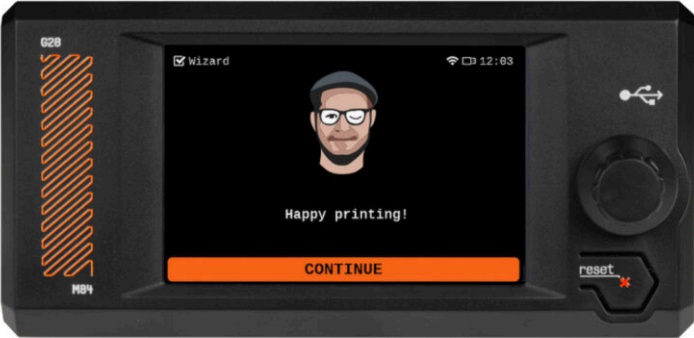 G28
Wizard
12:03
Happy printing!
CONTINUE
reset
M84